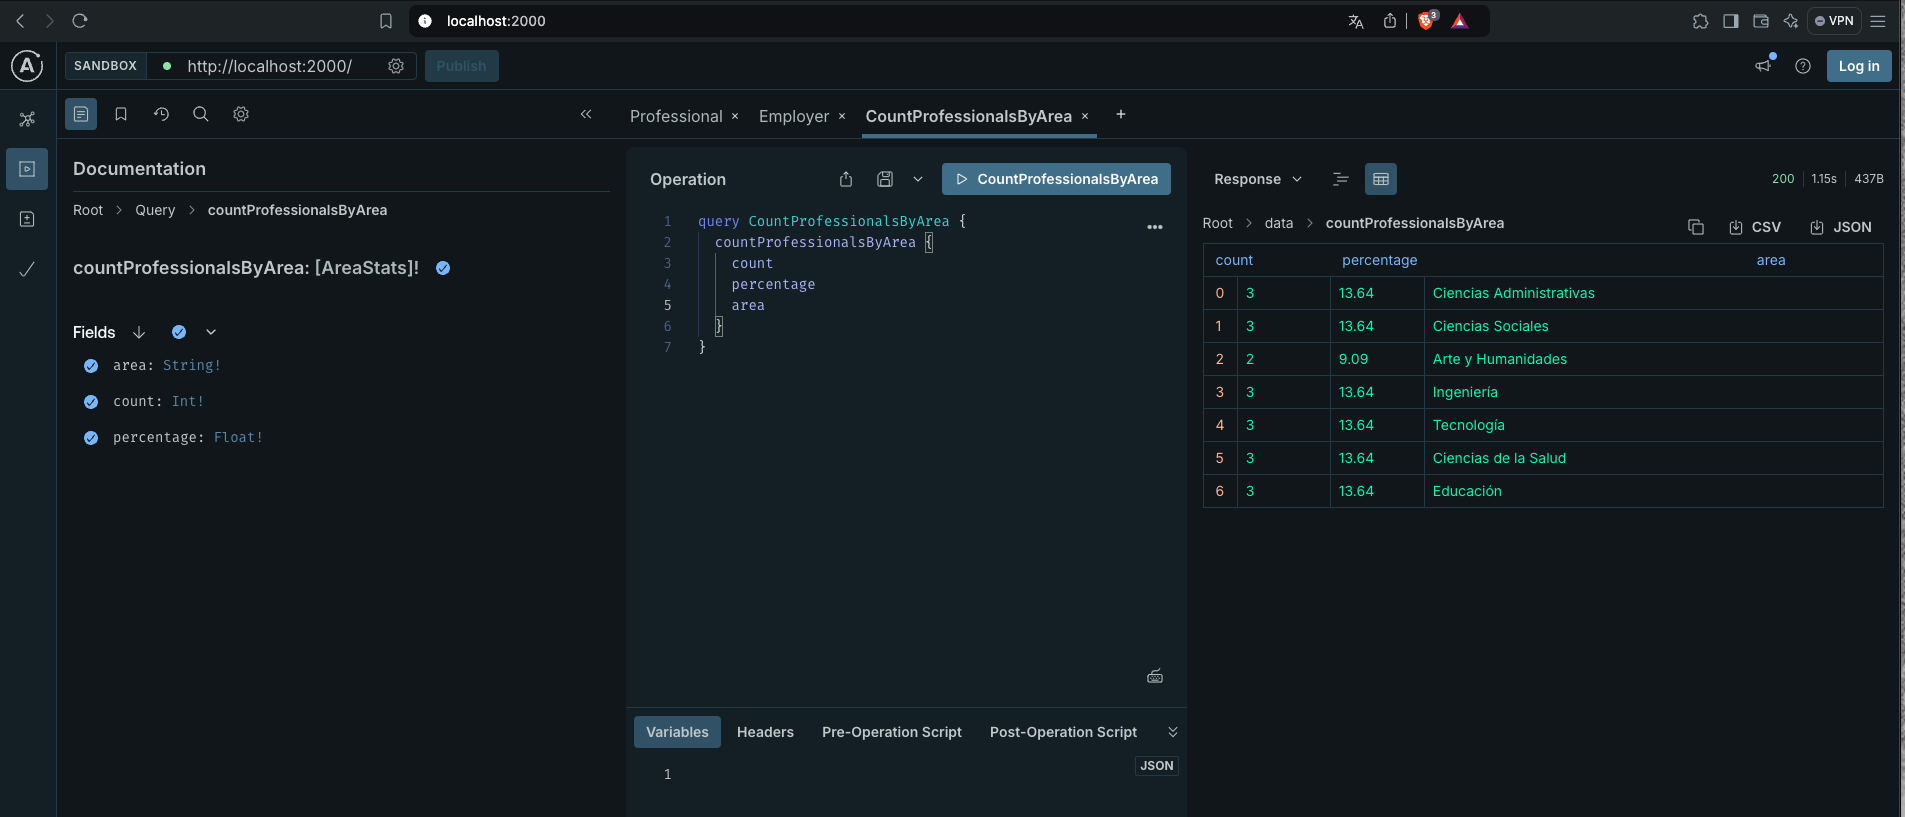 localhost:2000
3
VPN
SANDBOX
http://localhost:2000/
Publish
Log in
Professional ×
Employer ×
CountProfessionalsByArea ×
+
Documentation
Root > Query > countProfessionalsByArea
countProfessionalsByArea: [AreaStats]!
Fields
area: String!
count: Int!
percentage: Float!
Operation
CountProfessionalsByArea
1 query CountProfessionalsByArea {
2 countProfessionalsByArea {
3 count
4 percentage
5 area
6 }
7 }
Variables
Headers
Pre-Operation Script
Post-Operation Script
1
JSON
Response
200 1.15s 437B
Root > data > countProfessionalsByArea
CSV
JSON
count percentage area
0 3 13.64 Ciencias Administrativas
1 3 13.64 Ciencias Sociales
2 2 9.09 Arte y Humanidades
3 3 13.64 Ingeniería
4 3 13.64 Tecnología
5 3 13.64 Ciencias de la Salud
6 3 13.64 Educación